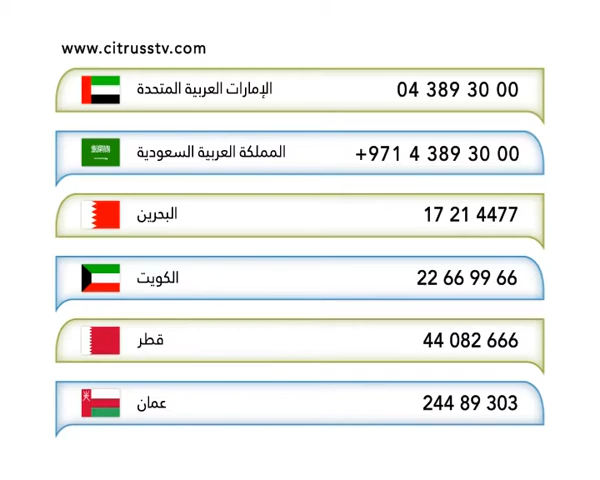 www.citrusstv.com
الإمارات العربية المتحدة 04 389 30 00
المملكة العربية السعودية +971 4 389 30 00
البحرين 17 21 4477
الكويت 22 66 99 66
قطر 44 082 666
عمان 244 89 303